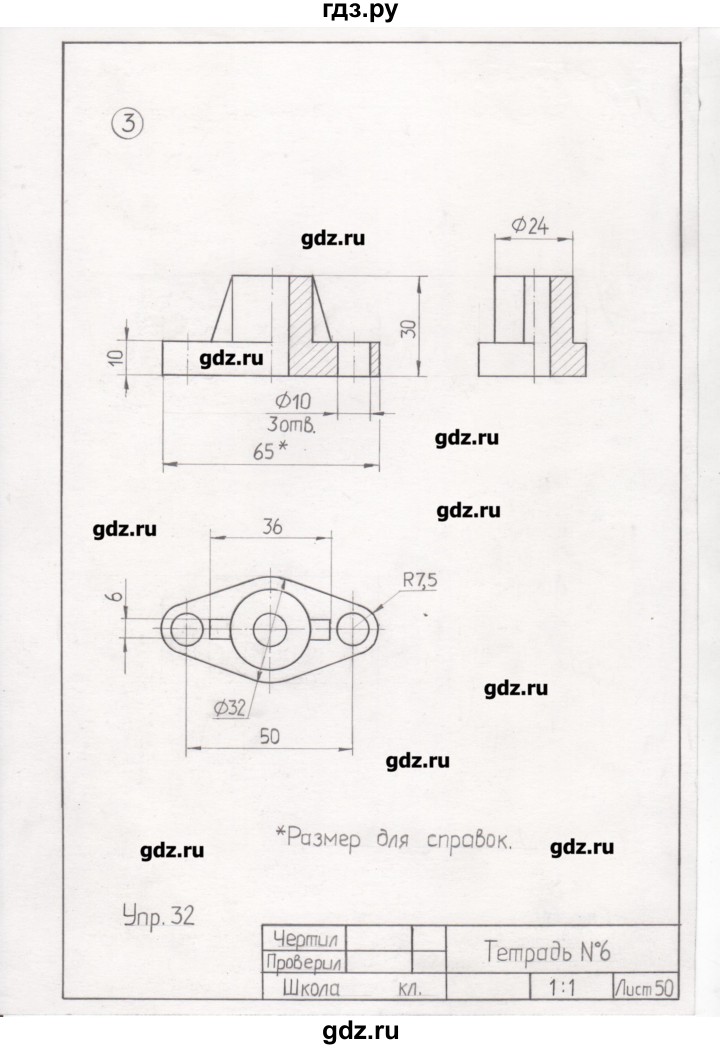 гдз.ру
3
gdz.ru
Ф24
30
10
gdz.ru
Ф10
3отв.
65*
gdz.ru
gdz.ru
gdz.ru
36
R7,5
6
Ф32
gdz.ru
50
gdz.ru
*Размер для справок.
gdz.ru
gdz.ru
Упр. 32
Чертил
Проверил
Тетрадь №6
Школа кл.
1:1
Лист 50
gdz.ru